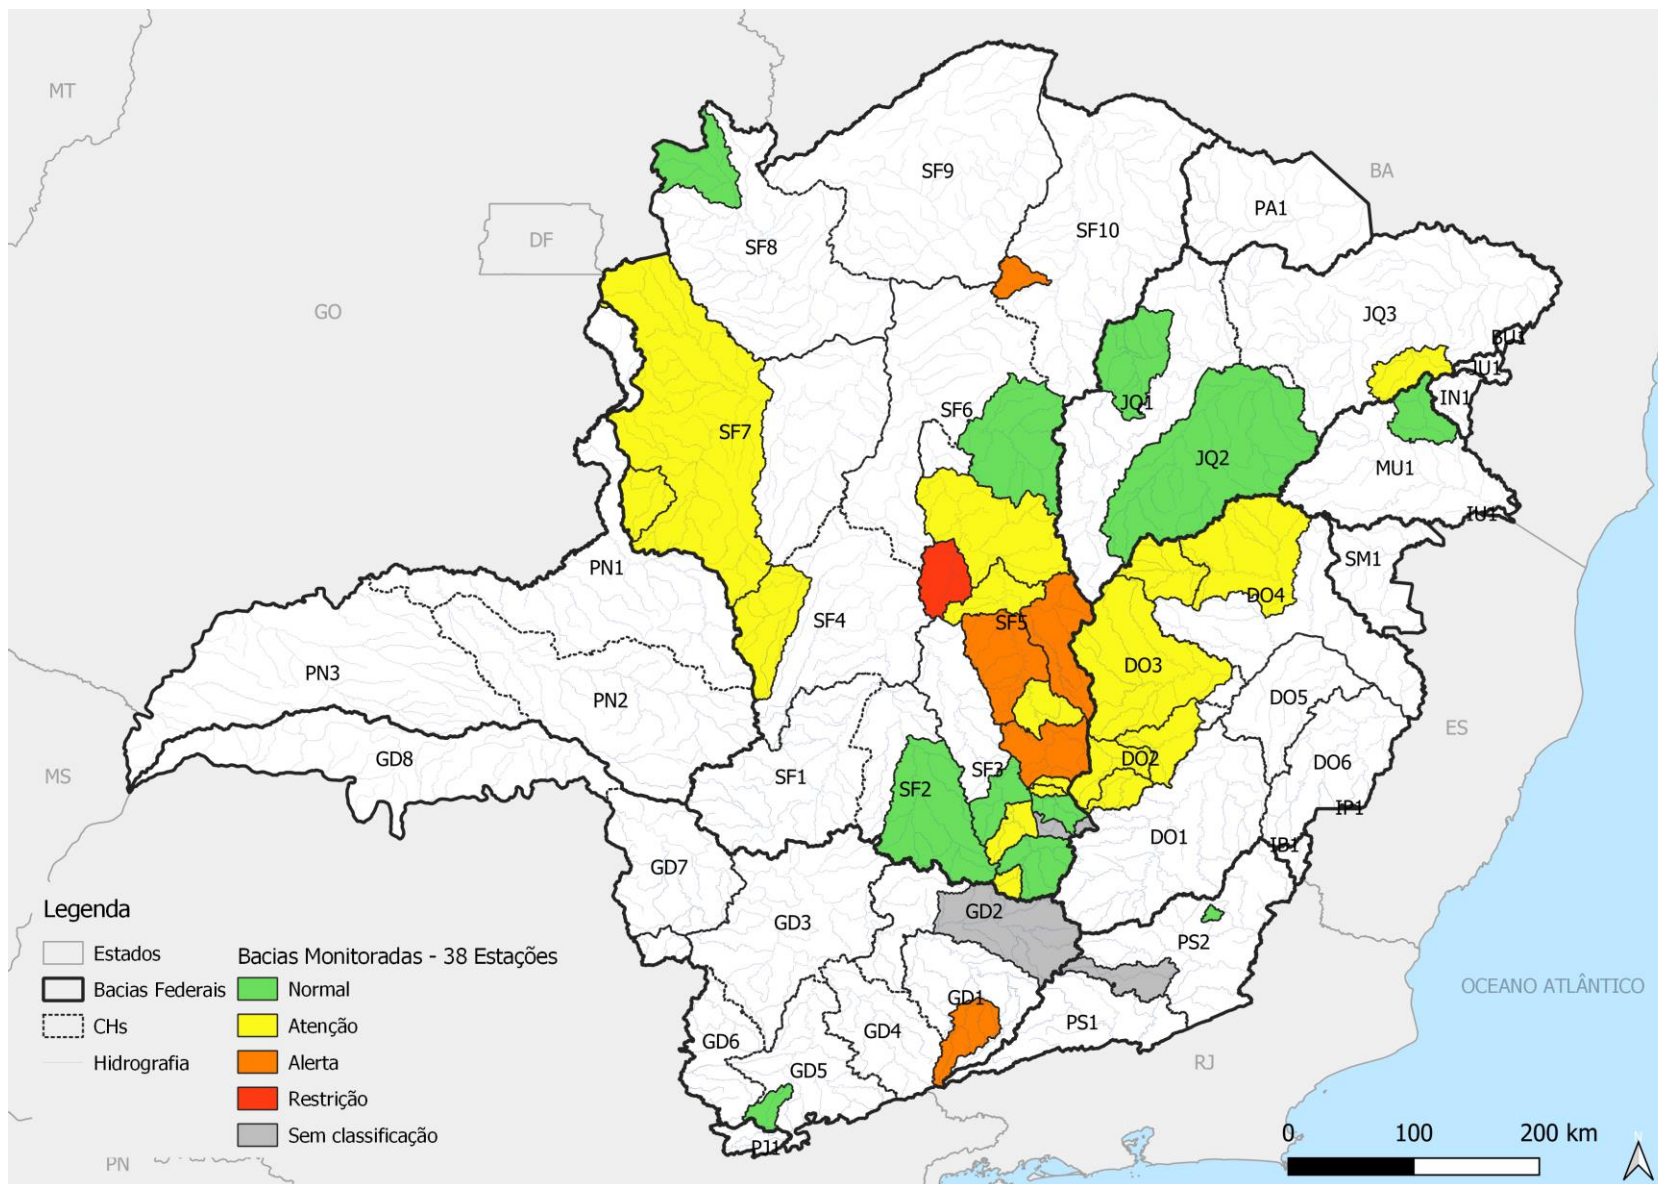 MT
SF9
BA
PA1
SF10
DF
SF8
GO
JQ3
BU1
JU1
IN1
JQ1
SF6
SF7
JQ2
MU1
IU1
SM1
PN1
DO4
SF4
SF5
DO3
PN3
PN2
DO5
ES
GD8
MS
SF1
SF3
SF2
DO2
DO6
IP1
DO1
IB1
GD7
GD2
GD3
PS2
OCEANO ATLÂNTICO
GD1
PS1
GD4
GD6
GD5
RJ
PJ1
PN
Legenda
Estados
Bacias Federais
CHs
Hidrografia
Bacias Monitoradas - 38 Estações
Normal
Atenção
Alerta
Restrição
Sem classificação
0 100 200 km
N